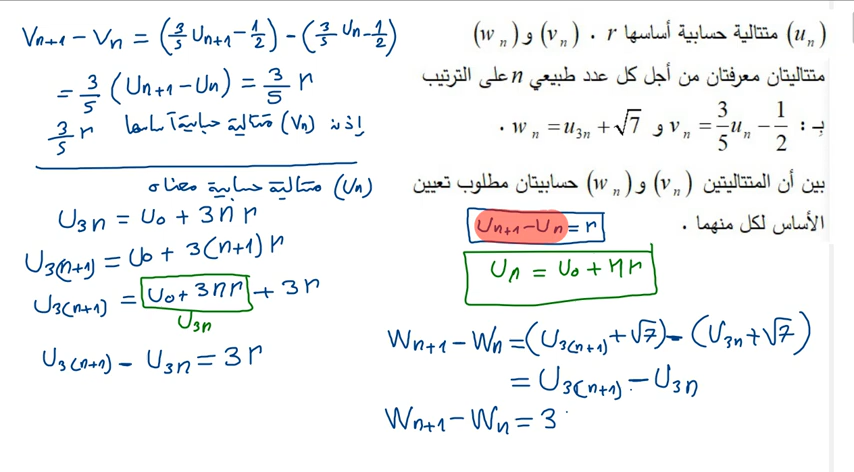 (u_n) متتالية حسابية أساسها r . (v_n) و (w_n)
متتاليتان معرفتان من أجل كل عدد طبيعي n على الترتيب
بـ : v_n = 3/5 u_n − 1/2 و w_n = u_{3n} + √7 .
بين أن المتتاليتين (v_n) و (w_n) حسابيتان مطلوب تعيين
الأساس لكل منهما .
V_{n+1} − V_n = (3/5 U_{n+1} − 1/2) − (3/5 U_n − 1/2)
= 3/5 (U_{n+1} − U_n) = 3/5 r
إذن (V_n) متتالية حسابية أساسها 3/5 r
(U_n) متتالية حسابية معناه
U_{3n} = U_0 + 3n r
U_{3(n+1)} = U_0 + 3(n+1) r
U_{3(n+1)} = U_0 + 3nr + 3r
U_{3n}
U_{3(n+1)} − U_{3n} = 3r
U_{n+1} − U_n = r
U_n = U_0 + nr
W_{n+1} − W_n = (U_{3(n+1)} + √7) − (U_{3n} + √7)
= U_{3(n+1)} − U_{3n}
W_{n+1} − W_n = 3